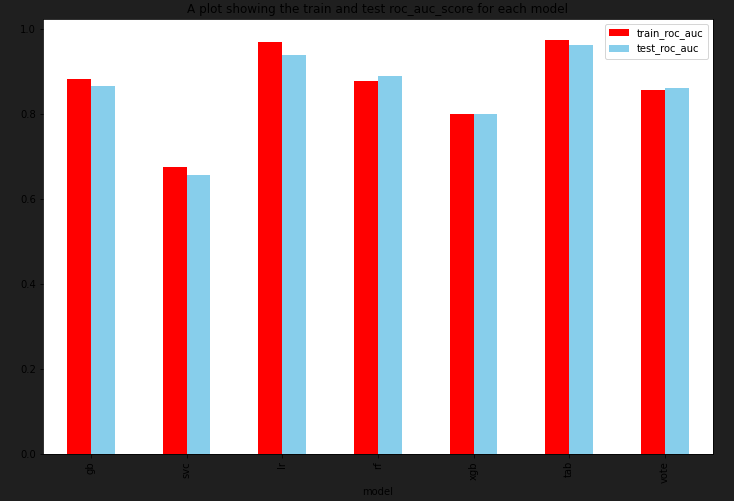 A plot showing the train and test roc_auc_score for each model
1.0
train_roc_auc
test_roc_auc
0.8
0.6
0.4
0.2
0.0
gb
svc
lr
rf
xgb
tab
vote
model